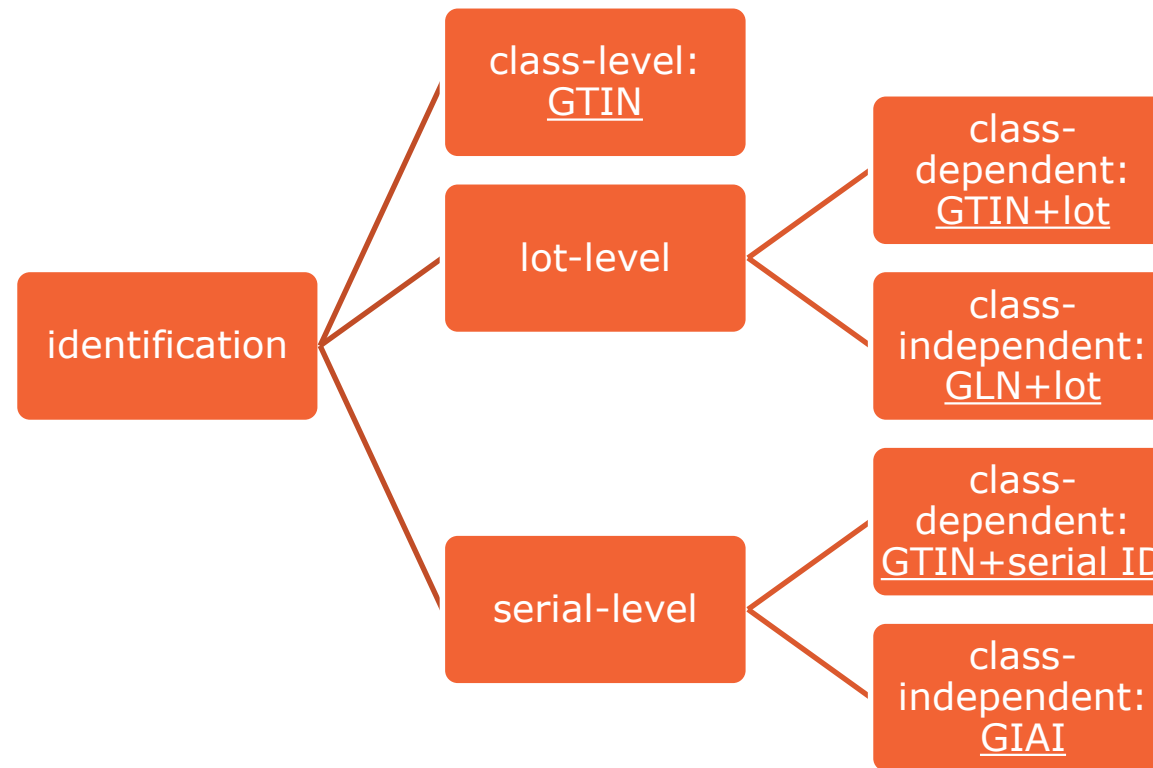 identification
class-level:
GTIN
lot-level
class-
dependent:
GTIN+lot
class-
independent:
GLN+lot
serial-level
class-
dependent:
GTIN+serial ID
class-
independent:
GIAI